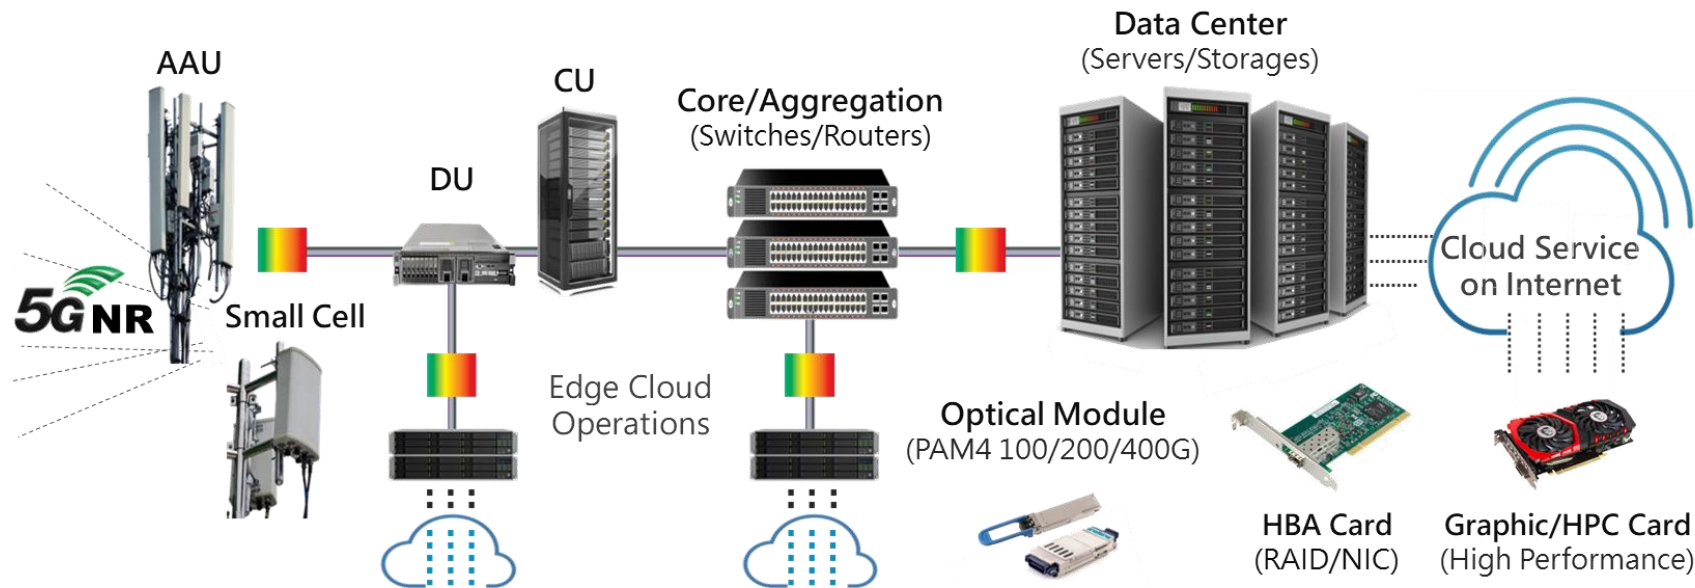 Data Center
(Servers/Storages)
AAU
CU
Core/Aggregation
(Switches/Routers)
DU
Cloud Service
on Internet
5G NR
Small Cell
Edge Cloud
Operations
Optical Module
(PAM4 100/200/400G)
HBA Card
(RAID/NIC)
Graphic/HPC Card
(High Performance)